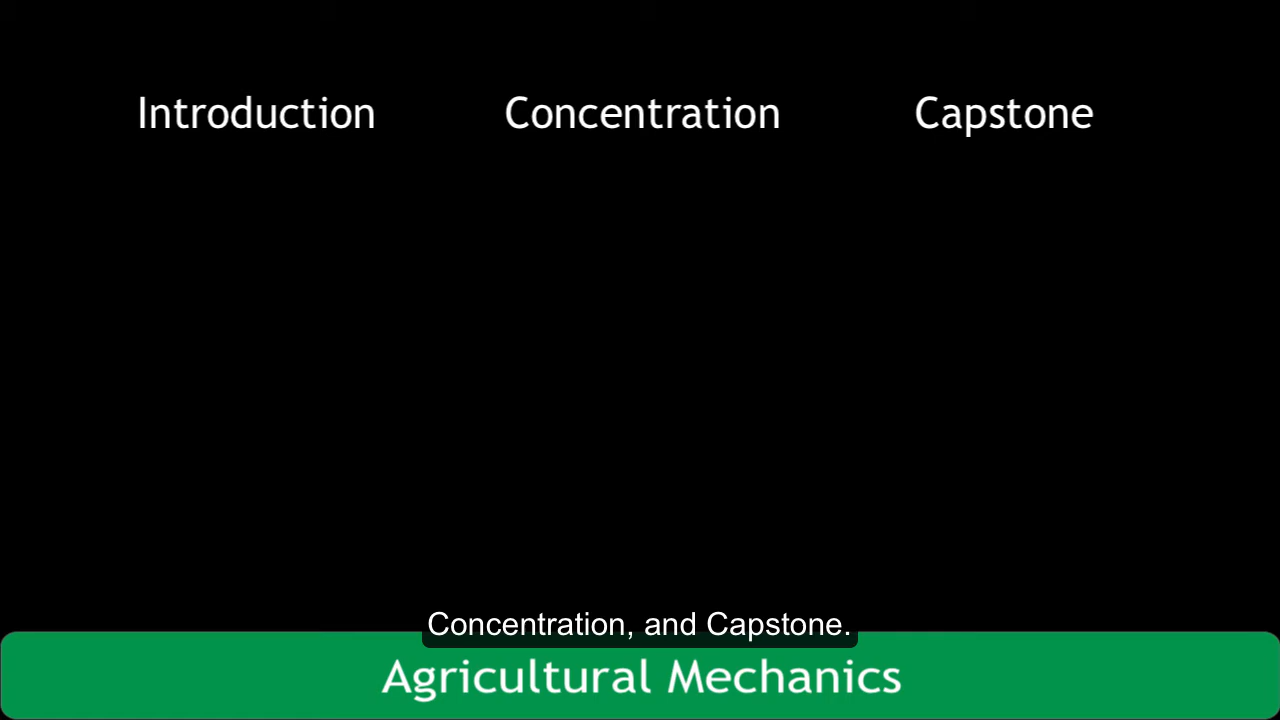 Introduction Concentration Capstone
Concentration, and Capstone.
Agricultural Mechanics